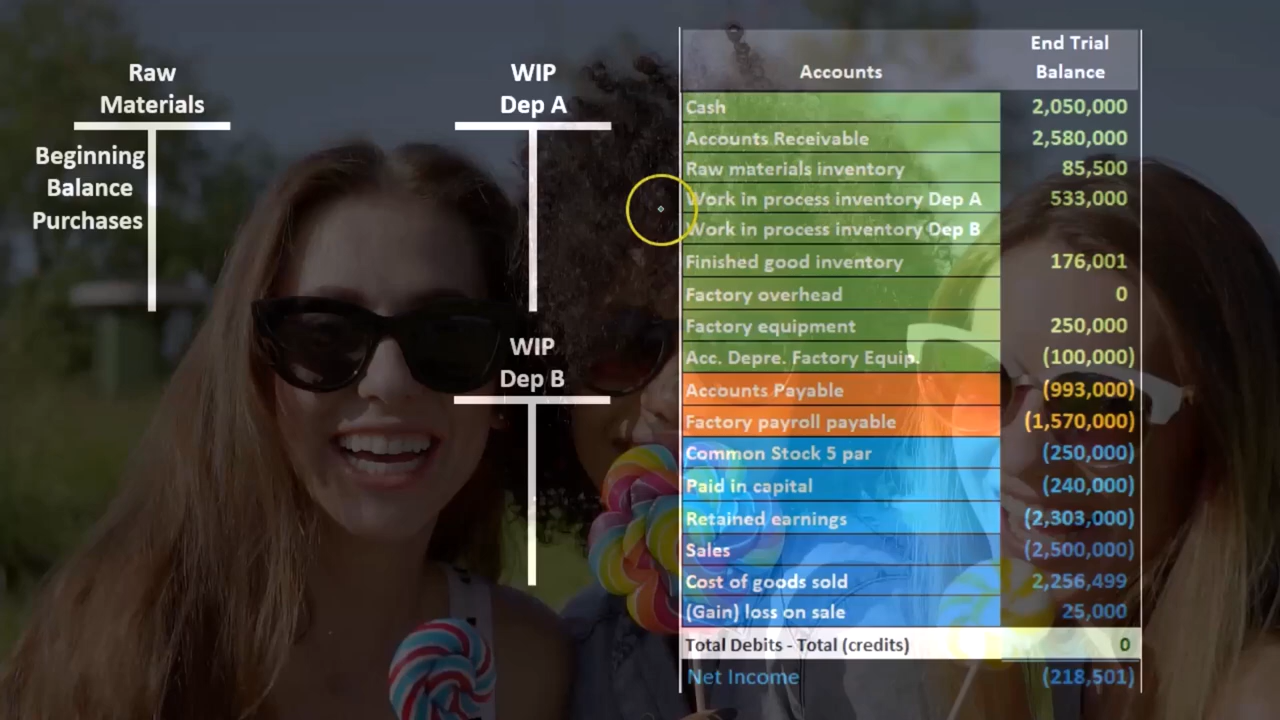 Raw
Materials
Beginning
Balance
Purchases
WIP
Dep A
WIP
Dep B
Accounts End Trial Balance
Cash 2,050,000
Accounts Receivable 2,580,000
Raw materials inventory 85,500
Work in process inventory Dep A 533,000
Work in process inventory Dep B
Finished good inventory 176,001
Factory overhead 0
Factory equipment 250,000
Acc. Depre. Factory Equip. (100,000)
Accounts Payable (993,000)
Factory payroll payable (1,570,000)
Common Stock 5 par (250,000)
Paid in capital (240,000)
Retained earnings (2,303,000)
Sales (2,500,000)
Cost of goods sold 2,256,499
(Gain) loss on sale 25,000
Total Debits - Total (credits) 0
Net Income (218,501)